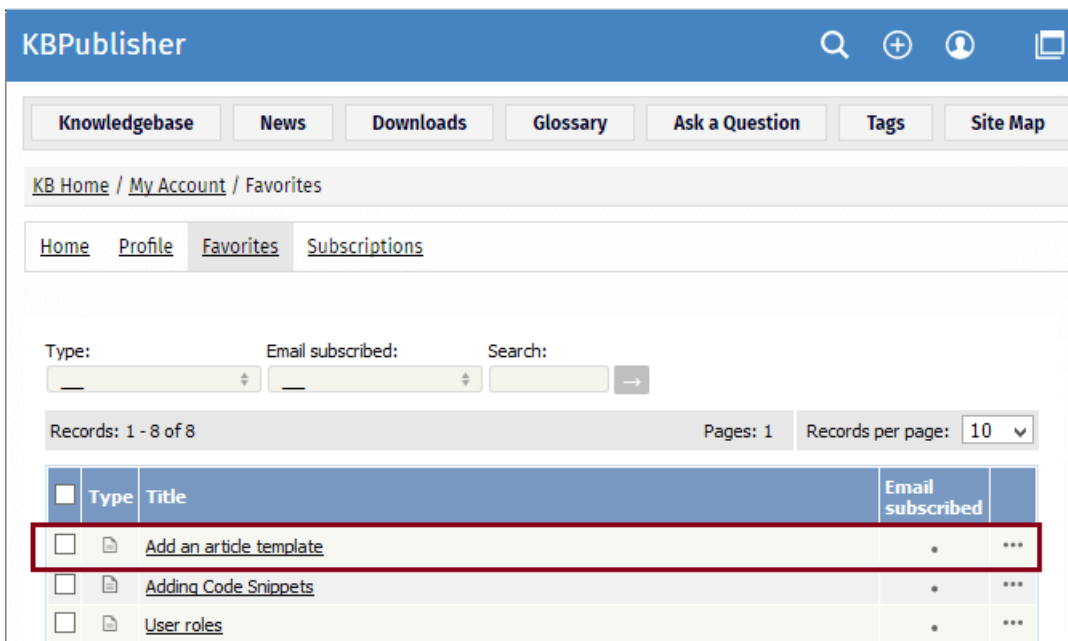 KBPublisher
Knowledgebase News Downloads Glossary Ask a Question Tags Site Map
KB Home / My Account / Favorites
Home Profile Favorites Subscriptions
Type: Email subscribed: Search:
__ __ →
Records: 1 - 8 of 8 Pages: 1 Records per page: 10
Type Title Email subscribed
Add an article template • •••
Adding Code Snippets • •••
User roles • •••